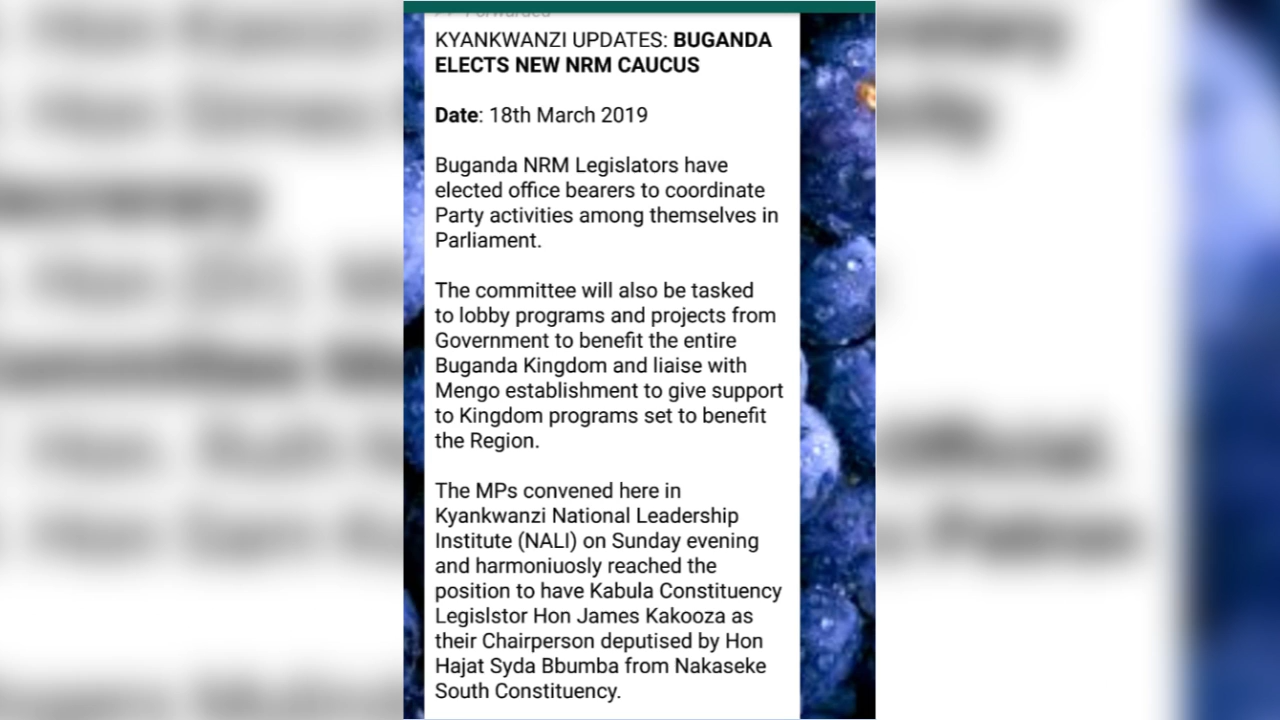 Forwarded
KYANKWANZI UPDATES: BUGANDA
ELECTS NEW NRM CAUCUS
Date: 18th March 2019
Buganda NRM Legislators have
elected office bearers to coordinate
Party activities among themselves in
Parliament.
The committee will also be tasked
to lobby programs and projects from
Government to benefit the entire
Buganda Kingdom and liaise with
Mengo establishment to give support
to Kingdom programs set to benefit
the Region.
The MPs convened here in
Kyankwanzi National Leadership
Institute (NALI) on Sunday evening
and harmoniuosly reached the
position to have Kabula Constituency
Legislstor Hon James Kakooza as
their Chairperson deputised by Hon
Hajat Syda Bbumba from Nakaseke
South Constituency.